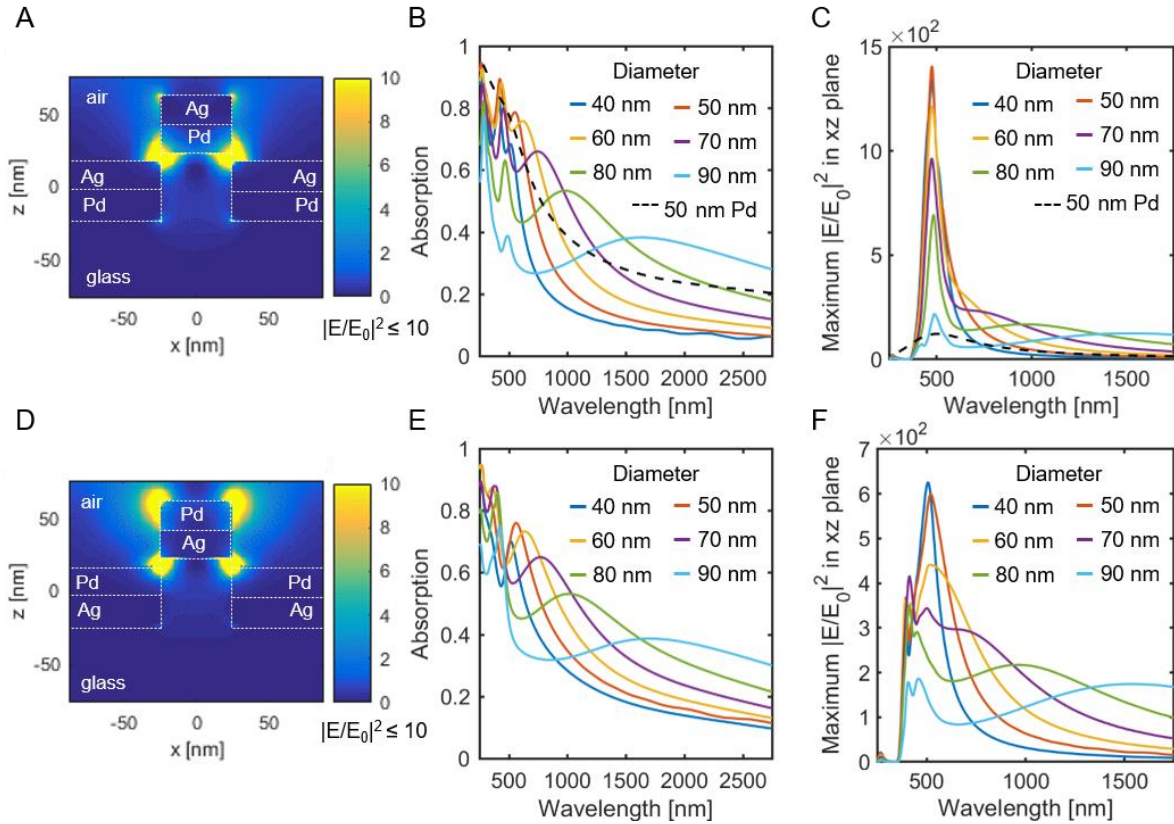 A
air
Ag
Pd
Ag
Ag
Pd
Pd
glass
z [nm]
50
0
-50
-50
0
50
x [nm]
10
8
6
4
2
0
|E/E₀|² ≤ 10
B
Absorption
1
0.8
0.6
0.4
0.2
0
Diameter
40 nm
50 nm
60 nm
70 nm
80 nm
90 nm
50 nm Pd
500
1000
1500
2000
2500
Wavelength [nm]
C
×10²
Maximum |E/E₀|² in xz plane
15
10
5
0
Diameter
40 nm
50 nm
60 nm
70 nm
80 nm
90 nm
50 nm Pd
500
1000
1500
Wavelength [nm]
D
air
Pd
Ag
Pd
Pd
Ag
Ag
glass
z [nm]
50
0
-50
-50
0
50
x [nm]
10
8
6
4
2
0
|E/E₀|² ≤ 10
E
Absorption
1
0.8
0.6
0.4
0.2
0
Diameter
40 nm
50 nm
60 nm
70 nm
80 nm
90 nm
500
1000
1500
2000
2500
Wavelength [nm]
F
×10²
Maximum |E/E₀|² in xz plane
7
6
5
4
3
2
1
0
Diameter
40 nm
50 nm
60 nm
70 nm
80 nm
90 nm
500
1000
1500
Wavelength [nm]